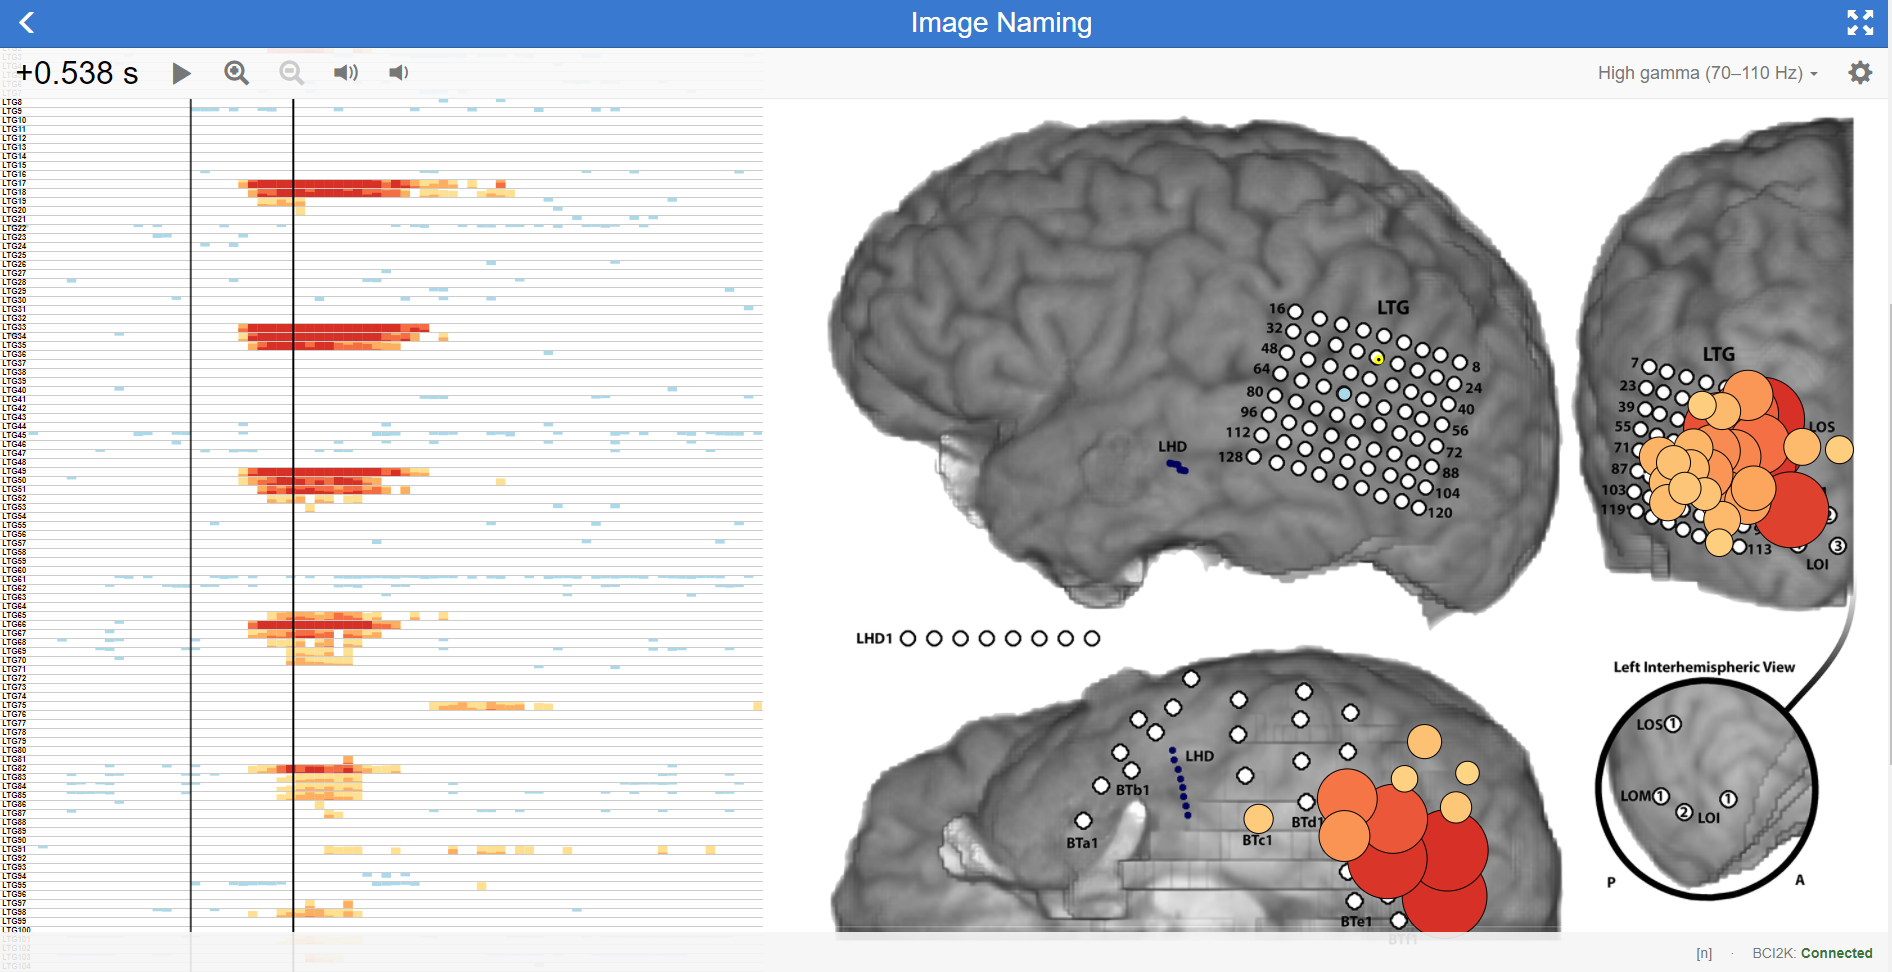 Image Naming
+0.538 s
High gamma (70–110 Hz)
LTG8
LTG9
LTG10
LTG11
LTG12
LTG13
LTG14
LTG15
LTG16
LTG17
LTG18
LTG19
LTG20
LTG21
LTG22
LTG23
LTG24
LTG25
LTG26
LTG27
LTG28
LTG29
LTG30
LTG31
LTG32
LTG33
LTG34
LTG35
LTG36
LTG37
LTG38
LTG39
LTG40
LTG41
LTG42
LTG43
LTG44
LTG45
LTG46
LTG47
LTG48
LTG49
LTG50
LTG51
LTG52
LTG53
LTG54
LTG55
LTG56
LTG57
LTG58
LTG59
LTG60
LTG61
LTG62
LTG63
LTG64
LTG65
LTG66
LTG67
LTG68
LTG69
LTG70
LTG71
LTG72
LTG73
LTG74
LTG75
LTG76
LTG77
LTG78
LTG79
LTG80
LTG81
LTG82
LTG83
LTG84
LTG85
LTG86
LTG87
LTG88
LTG89
LTG90
LTG91
LTG92
LTG93
LTG94
LTG95
LTG96
LTG97
LTG98
LTG99
LTG100
LTG101
LTG102
LTG103
LTG104
LTG
16
32
48
64
80
96
112
128
8
24
40
56
72
88
104
120
LHD
LTG
7
23
39
55
71
87
103
119
LOS
2
3
113
LOI
LHD1
LHD
BTa1
BTb1
BTc1
BTd1
BTe1
BTf1
Left Interhemispheric View
LOS 1
LOM 1
2 LOI
1
P
A
[n] · BCI2K: Connected